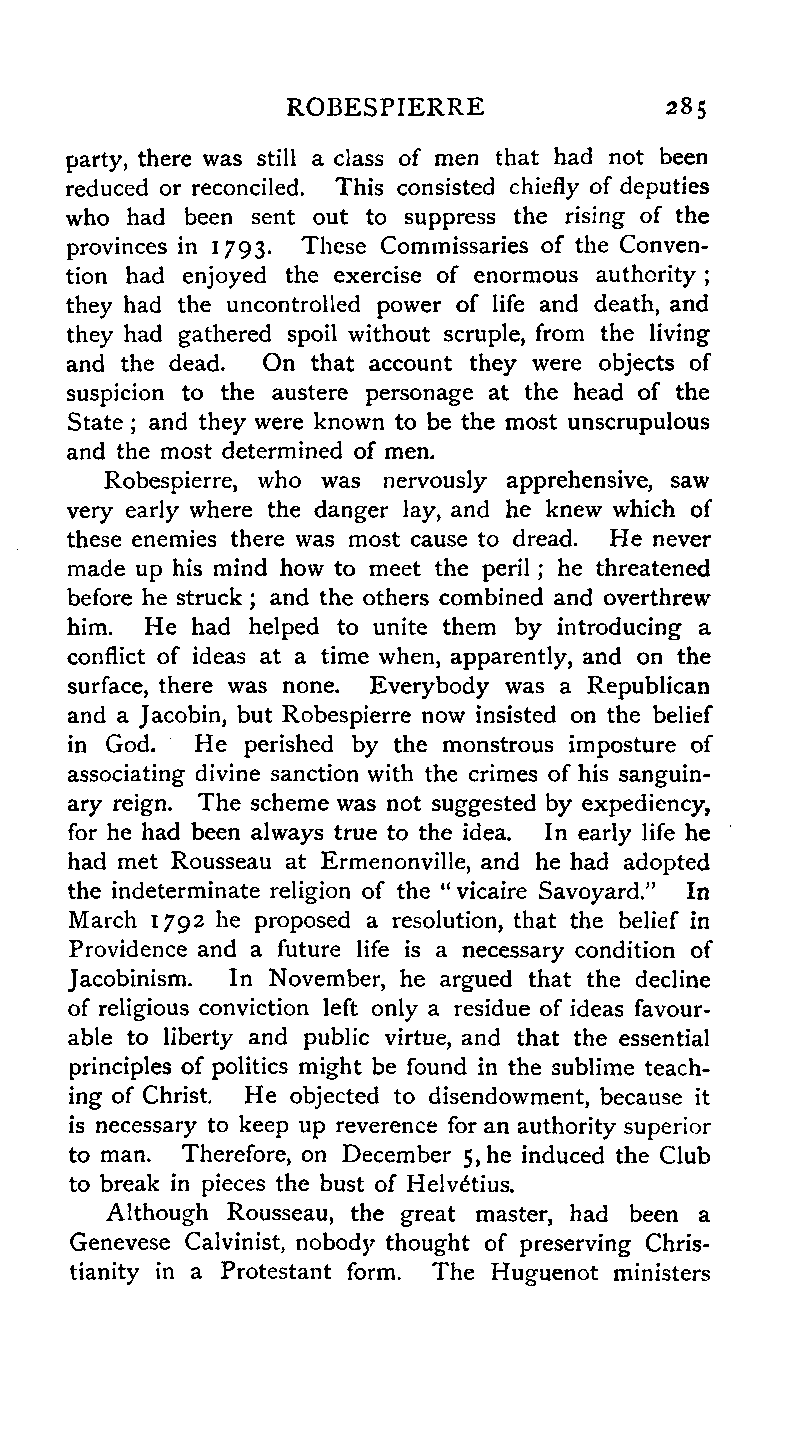 ROBESPIERRE 285
party, there was still a class of men that had not been
reduced or reconciled. This consisted chiefly of deputies
who had been sent out to suppress the rising of the
provinces in 1793. These Commissaries of the Conven-
tion had enjoyed the exercise of enormous authority ;
they had the uncontrolled power of life and death, and
they had gathered spoil without scruple, from the living
and the dead. On that account they were objects of
suspicion to the austere personage at the head of the
State ; and they were known to be the most unscrupulous
and the most determined of men.
Robespierre, who was nervously apprehensive, saw
very early where the danger lay, and he knew which of
these enemies there was most cause to dread. He never
made up his mind how to meet the peril ; he threatened
before he struck ; and the others combined and overthrew
him. He had helped to unite them by introducing a
conflict of ideas at a time when, apparently, and on the
surface, there was none. Everybody was a Republican
and a Jacobin, but Robespierre now insisted on the belief
in God. He perished by the monstrous imposture of
associating divine sanction with the crimes of his sanguin-
ary reign. The scheme was not suggested by expediency,
for he had been always true to the idea. In early life he
had met Rousseau at Ermenonville, and he had adopted
the indeterminate religion of the "vicaire Savoyard." In
March 1792 he proposed a resolution, that the belief in
Providence and a future life is a necessary condition of
Jacobinism. In November, he argued that the decline
of religious conviction left only a residue of ideas favour-
able to liberty and public virtue, and that the essential
principles of politics might be found in the sublime teach-
ing of Christ. He objected to disendowment, because it
is necessary to keep up reverence for an authority superior
to man. Therefore, on December 5, he induced the Club
to break in pieces the bust of Helvétius.
Although Rousseau, the great master, had been a
Genevese Calvinist, nobody thought of preserving Chris-
tianity in a Protestant form. The Huguenot ministers